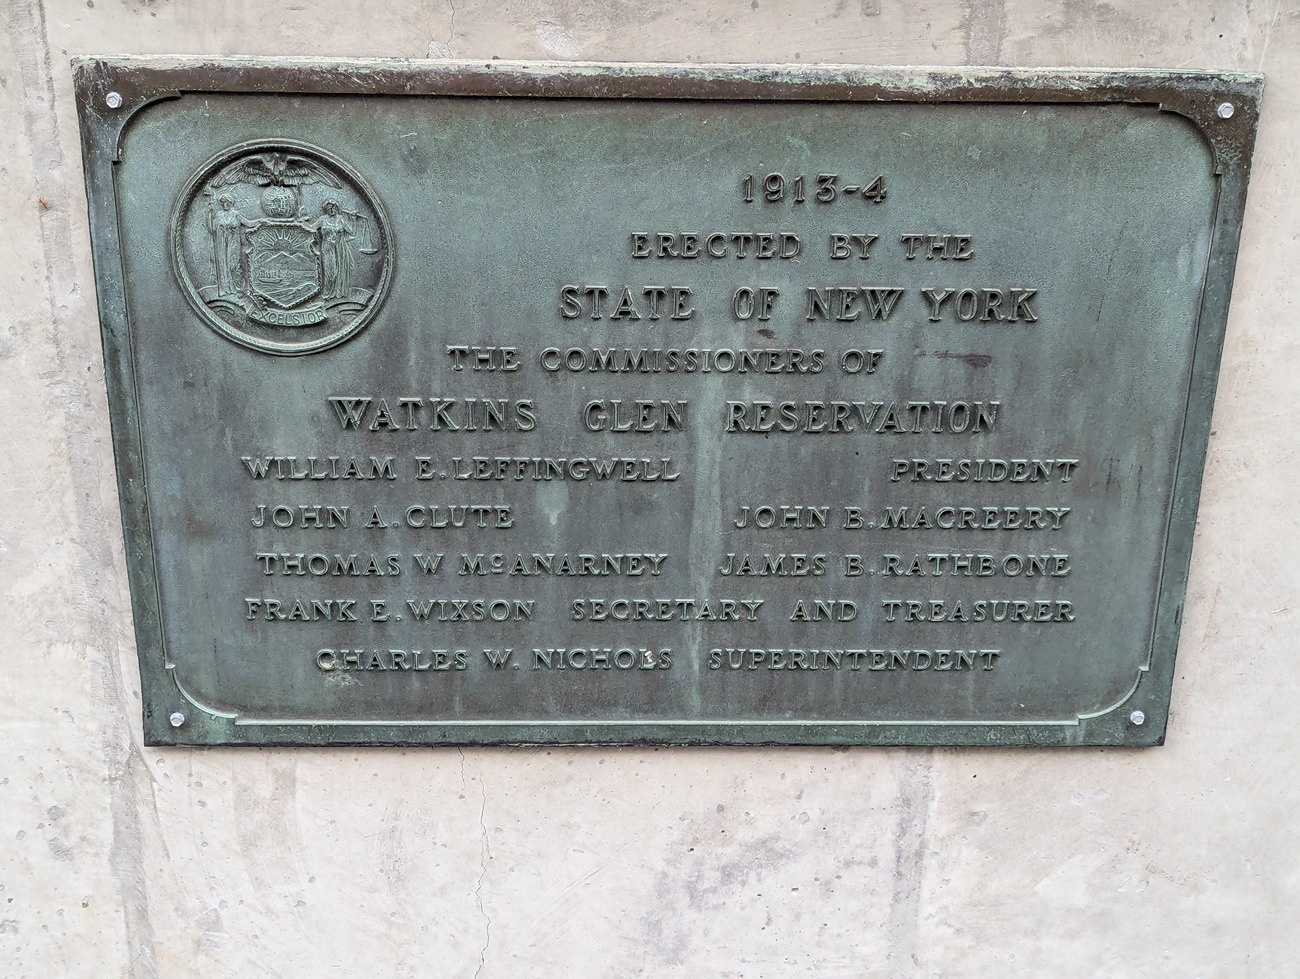 EXCELSIOR
1913-4
ERECTED BY THE
STATE OF NEW YORK
THE COMMISSIONERS OF
WATKINS GLEN RESERVATION
WILLIAM E. LEFFINGWELL PRESIDENT
JOHN A. CLUTE JOHN B. MACREERY
THOMAS W McANARNEY JAMES B. RATHBONE
FRANK E. WIXSON SECRETARY AND TREASURER
CHARLES W. NICHOLS SUPERINTENDENT